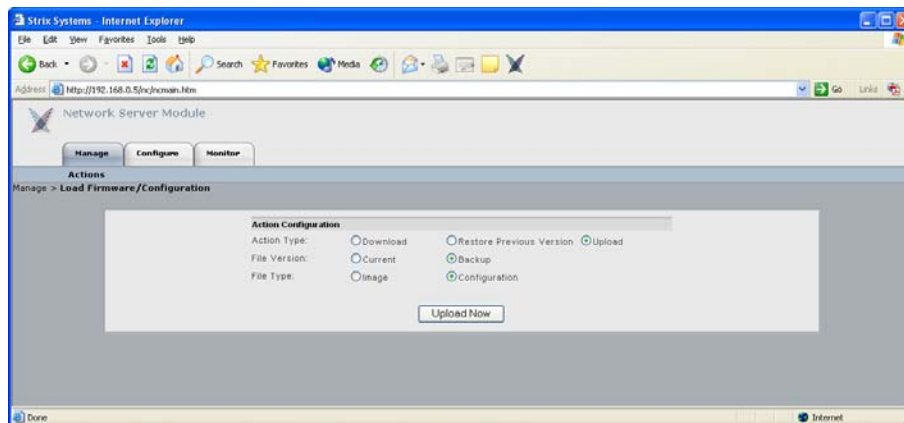 Strix Systems - Internet Explorer
File Edit View Favorites Tools Help
Back Search Favorites Media
Address http://192.168.0.5/nc/ncmain.htm Go Links
Network Server Module
Manage Configure Monitor
Actions
Manage > Load Firmware/Configuration
Action Configuration
Action Type: Download Restore Previous Version Upload
File Version: Current Backup
File Type: Image Configuration
Upload Now
Done Internet